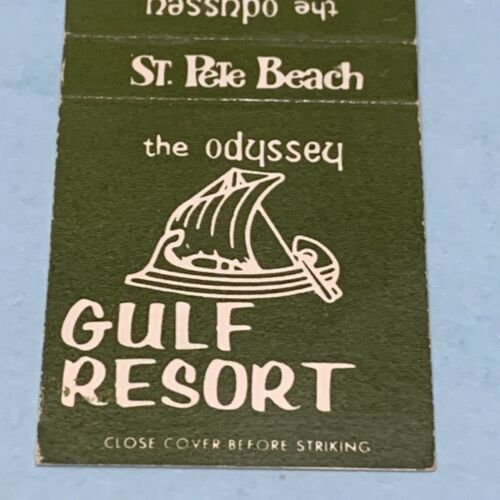 the odyssey
ST. PeTe Beach
the odyssey
GULF
RESORT
CLOSE COVER BEFORE STRIKING